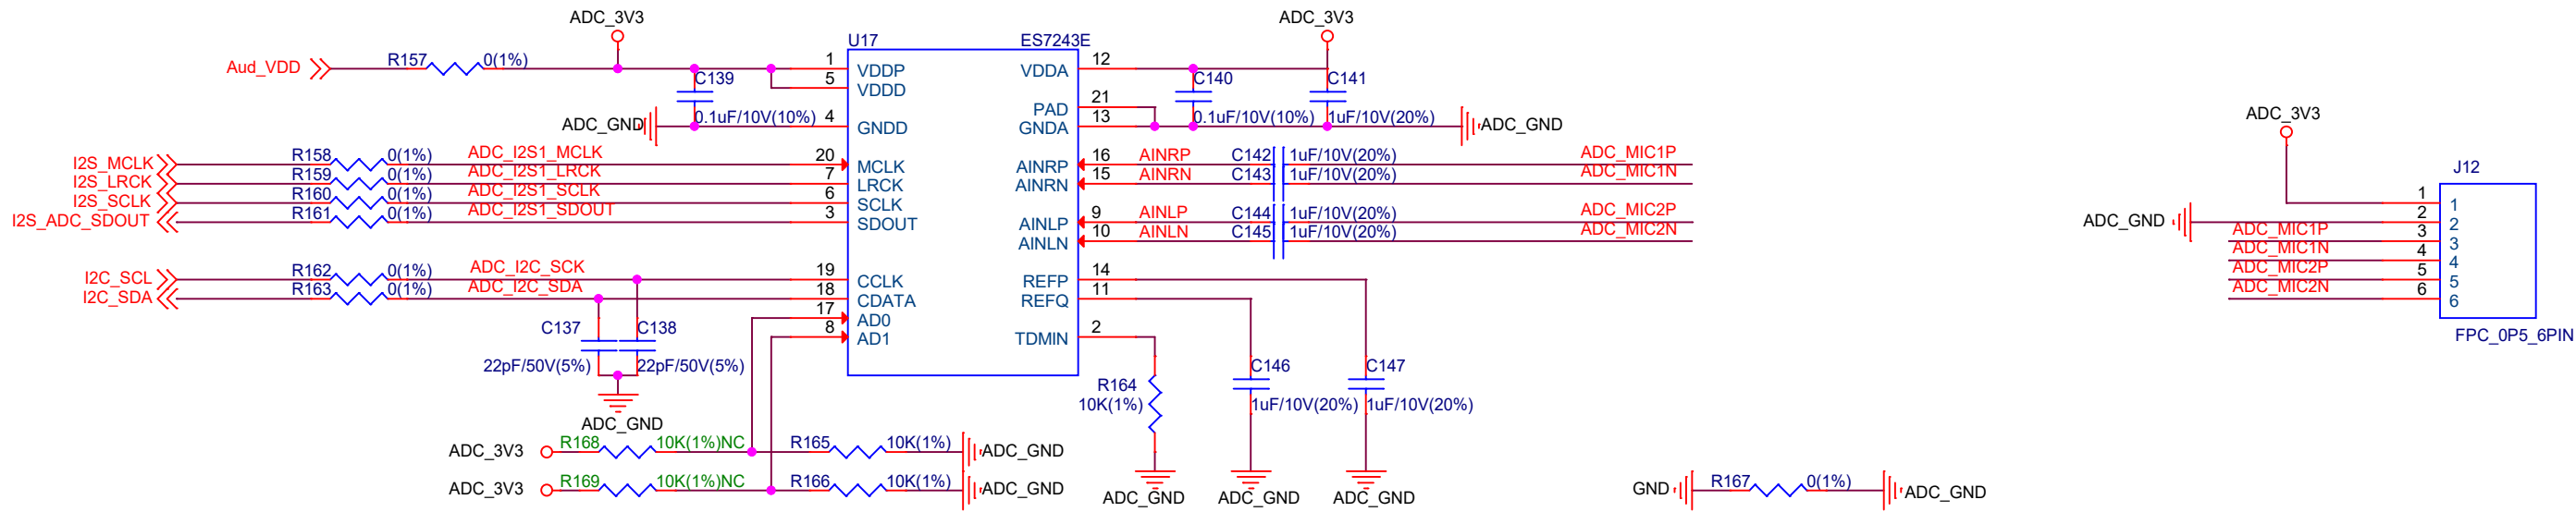 ADC_3V3
ADC_3V3
U17
ES7243E
Aud_VDD
R157
0(1%)
1
VDDP
VDDA
12
5
VDDD
C139
C140
C141
ADC_GND
0.1uF/10V(10%)
4
GNDD
PAD
21
GNDA
13
0.1uF/10V(10%)
1uF/10V(20%)
ADC_GND
I2S_MCLK
R158
0(1%)
ADC_I2S1_MCLK
20
MCLK
I2S_LRCK
R159
0(1%)
ADC_I2S1_LRCK
7
LRCK
I2S_SCLK
R160
0(1%)
ADC_I2S1_SCLK
6
SCLK
I2S_ADC_SDOUT
R161
0(1%)
ADC_I2S1_SDOUT
3
SDOUT
AINRP
16
AINRP
C142
1uF/10V(20%)
ADC_MIC1P
AINRN
15
AINRN
C143
1uF/10V(20%)
ADC_MIC1N
AINLP
9
AINLP
C144
1uF/10V(20%)
ADC_MIC2P
AINLN
10
AINLN
C145
1uF/10V(20%)
ADC_MIC2N
I2C_SCL
R162
0(1%)
ADC_I2C_SCK
19
CCLK
I2C_SDA
R163
0(1%)
ADC_I2C_SDA
18
CDATA
17
AD0
8
AD1
REFP
14
REFQ
11
TDMIN
2
C137
C138
22pF/50V(5%)
22pF/50V(5%)
ADC_GND
R164
10K(1%)
C146
1uF/10V(20%)
C147
1uF/10V(20%)
ADC_3V3
R168
10K(1%)NC
R165
10K(1%)
ADC_GND
ADC_3V3
R169
10K(1%)NC
R166
10K(1%)
ADC_GND
ADC_GND
ADC_GND
ADC_GND
GND
R167
0(1%)
ADC_GND
ADC_3V3
J12
1
1
ADC_GND
2
2
ADC_MIC1P
3
3
ADC_MIC1N
4
4
ADC_MIC2P
5
5
ADC_MIC2N
6
6
FPC_0P5_6PIN